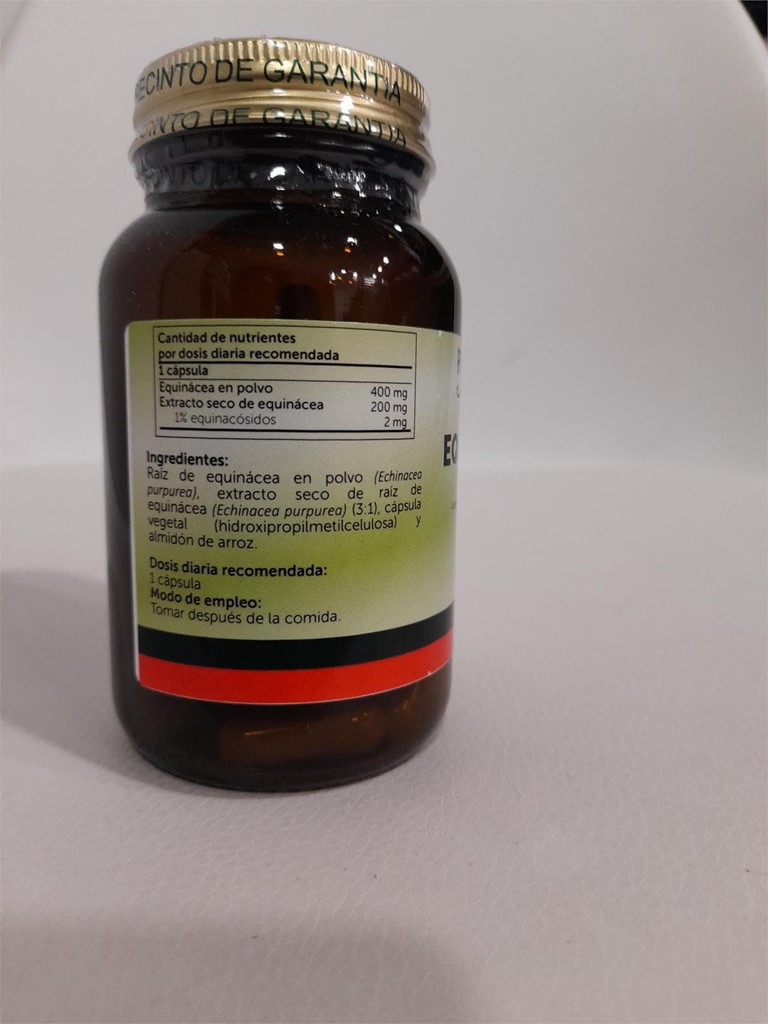 RECINTO DE GARANTIA
DE GARANTIA
Cantidad de nutrientes
por dosis diaria recomendada
1 cápsula
Equinácea en polvo 400 mg
Extracto seco de equinácea 200 mg
1% equinacósidos 2 mg
Ingredientes:
Raíz de equinácea en polvo (Echinacea
purpurea), extracto seco de raíz de
equinácea (Echinacea purpurea) (3:1), cápsula
vegetal (hidroxipropilmetilcelulosa) y
almidón de arroz.
Dosis diaria recomendada:
1 cápsula
Modo de empleo:
Tomar después de la comida.